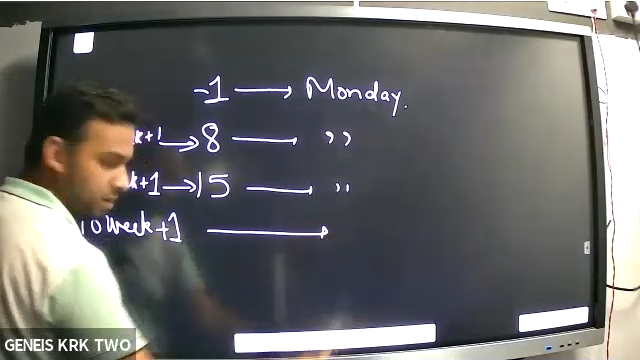 1 → Monday.
k+1 → 8 → ,,
k+1 → 15 → ,,
10 week + 1 →
GENEIS KRK TWO